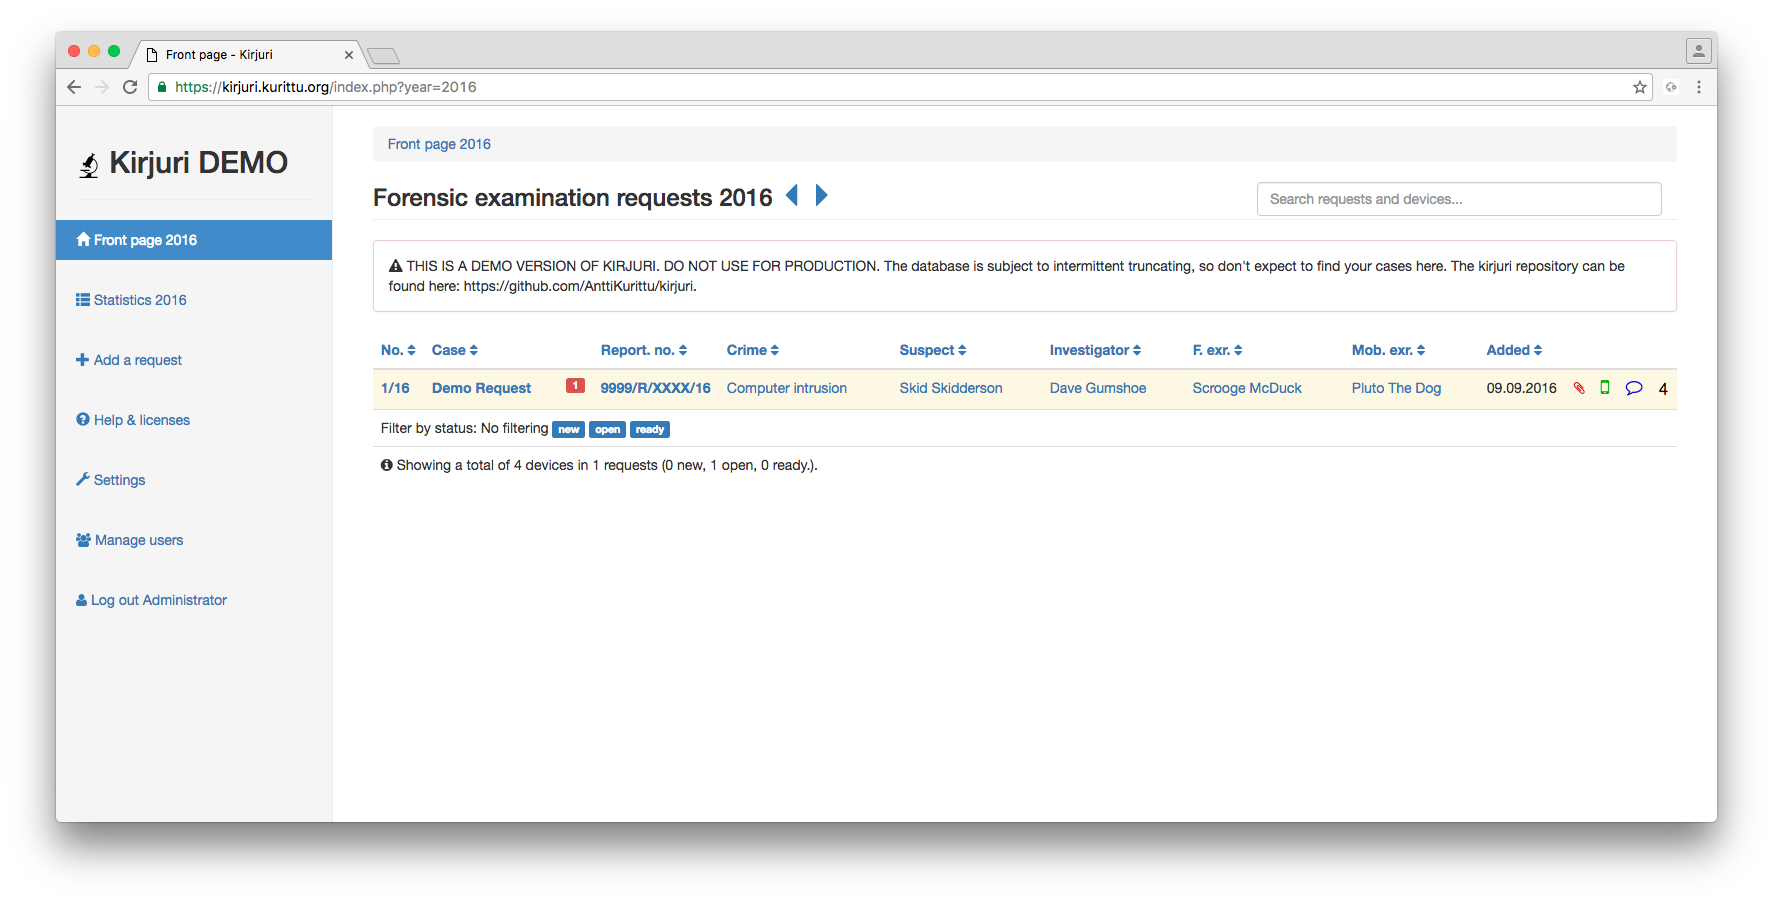 Front page - Kirjuri
https://kirjuri.kurittu.org/index.php?year=2016
Kirjuri DEMO
Front page 2016
Statistics 2016
Add a request
Help & licenses
Settings
Manage users
Log out Administrator
Front page 2016
Forensic examination requests 2016
Search requests and devices...
THIS IS A DEMO VERSION OF KIRJURI. DO NOT USE FOR PRODUCTION. The database is subject to intermittent truncating, so don't expect to find your cases here. The kirjuri repository can be
found here: https://github.com/AnttiKurittu/kirjuri.
No. Case Report. no. Crime Suspect Investigator F. exr. Mob. exr. Added
1/16 Demo Request 1 9999/R/XXXX/16 Computer intrusion Skid Skidderson Dave Gumshoe Scrooge McDuck Pluto The Dog 09.09.2016 4
Filter by status: No filtering new open ready
Showing a total of 4 devices in 1 requests (0 new, 1 open, 0 ready.).